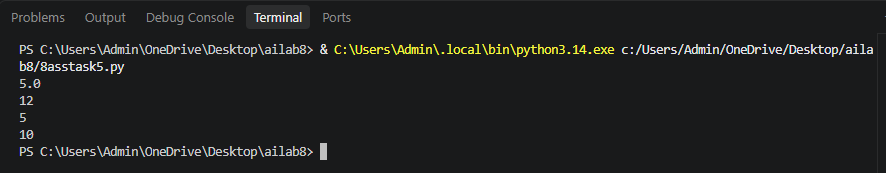 Problems Output Debug Console Terminal Ports
PS C:\Users\Admin\OneDrive\Desktop\ailab8> & C:\Users\Admin\.local\bin\python3.14.exe c:/Users/Admin/OneDrive/Desktop/aila
b8/8asstask5.py
5.0
12
5
10
PS C:\Users\Admin\OneDrive\Desktop\ailab8>